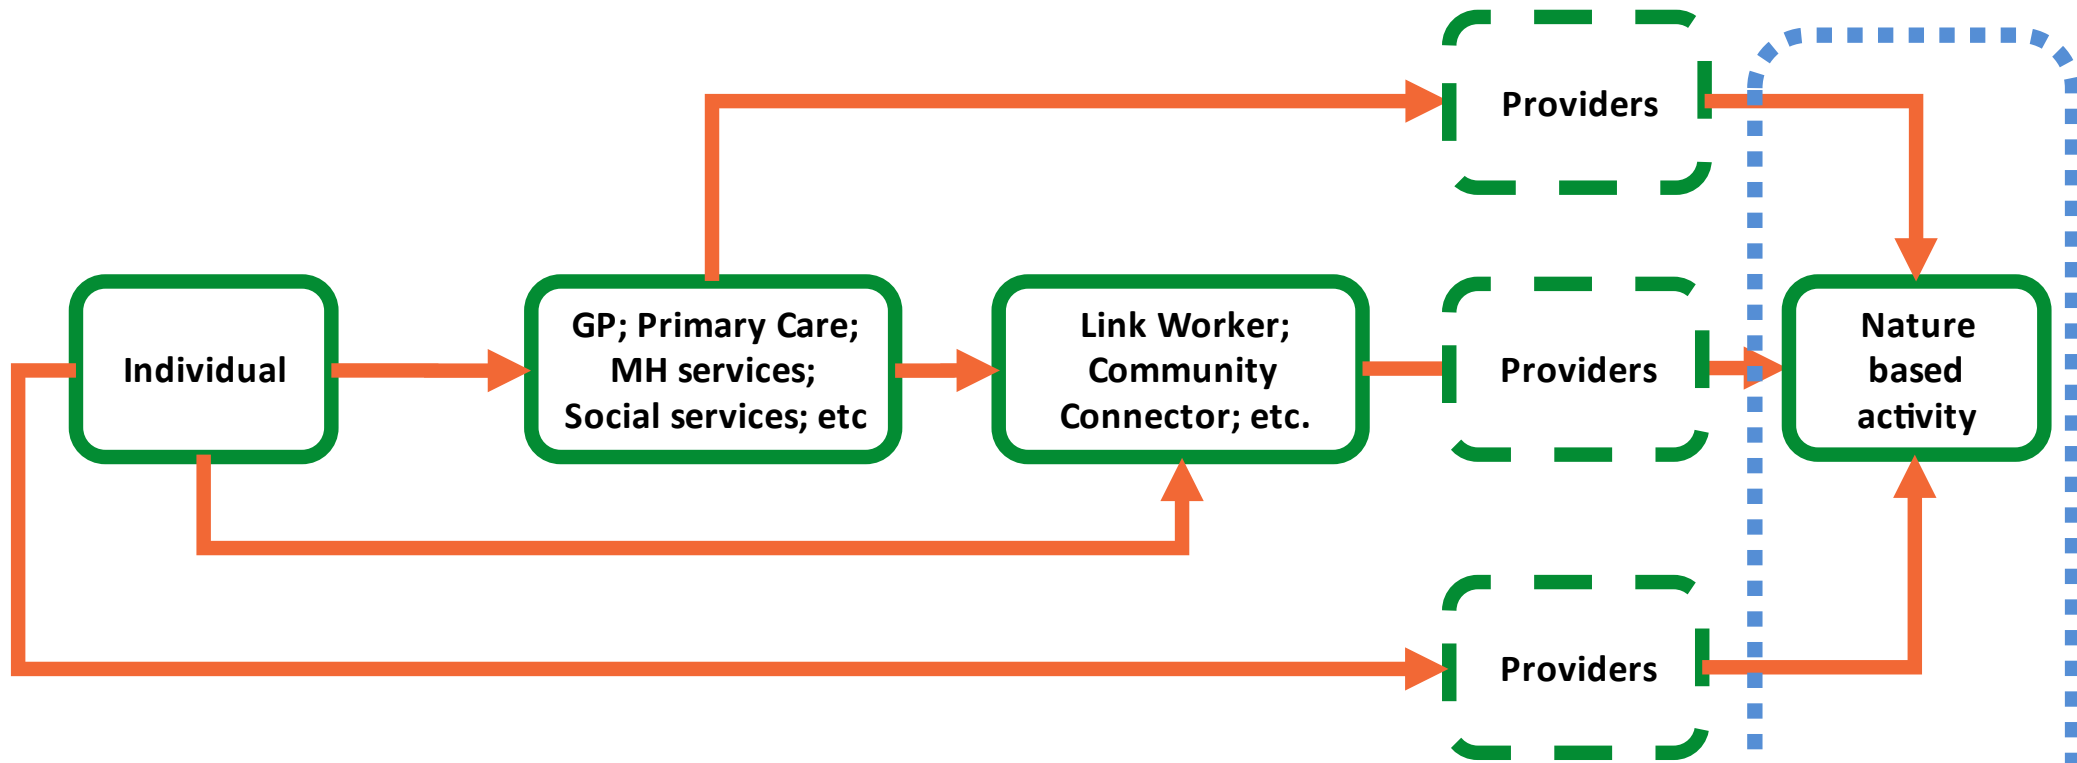 Providers
Individual
GP; Primary Care;
MH services;
Social services; etc
Link Worker;
Community
Connector; etc.
Providers
Nature
based
activity
Providers